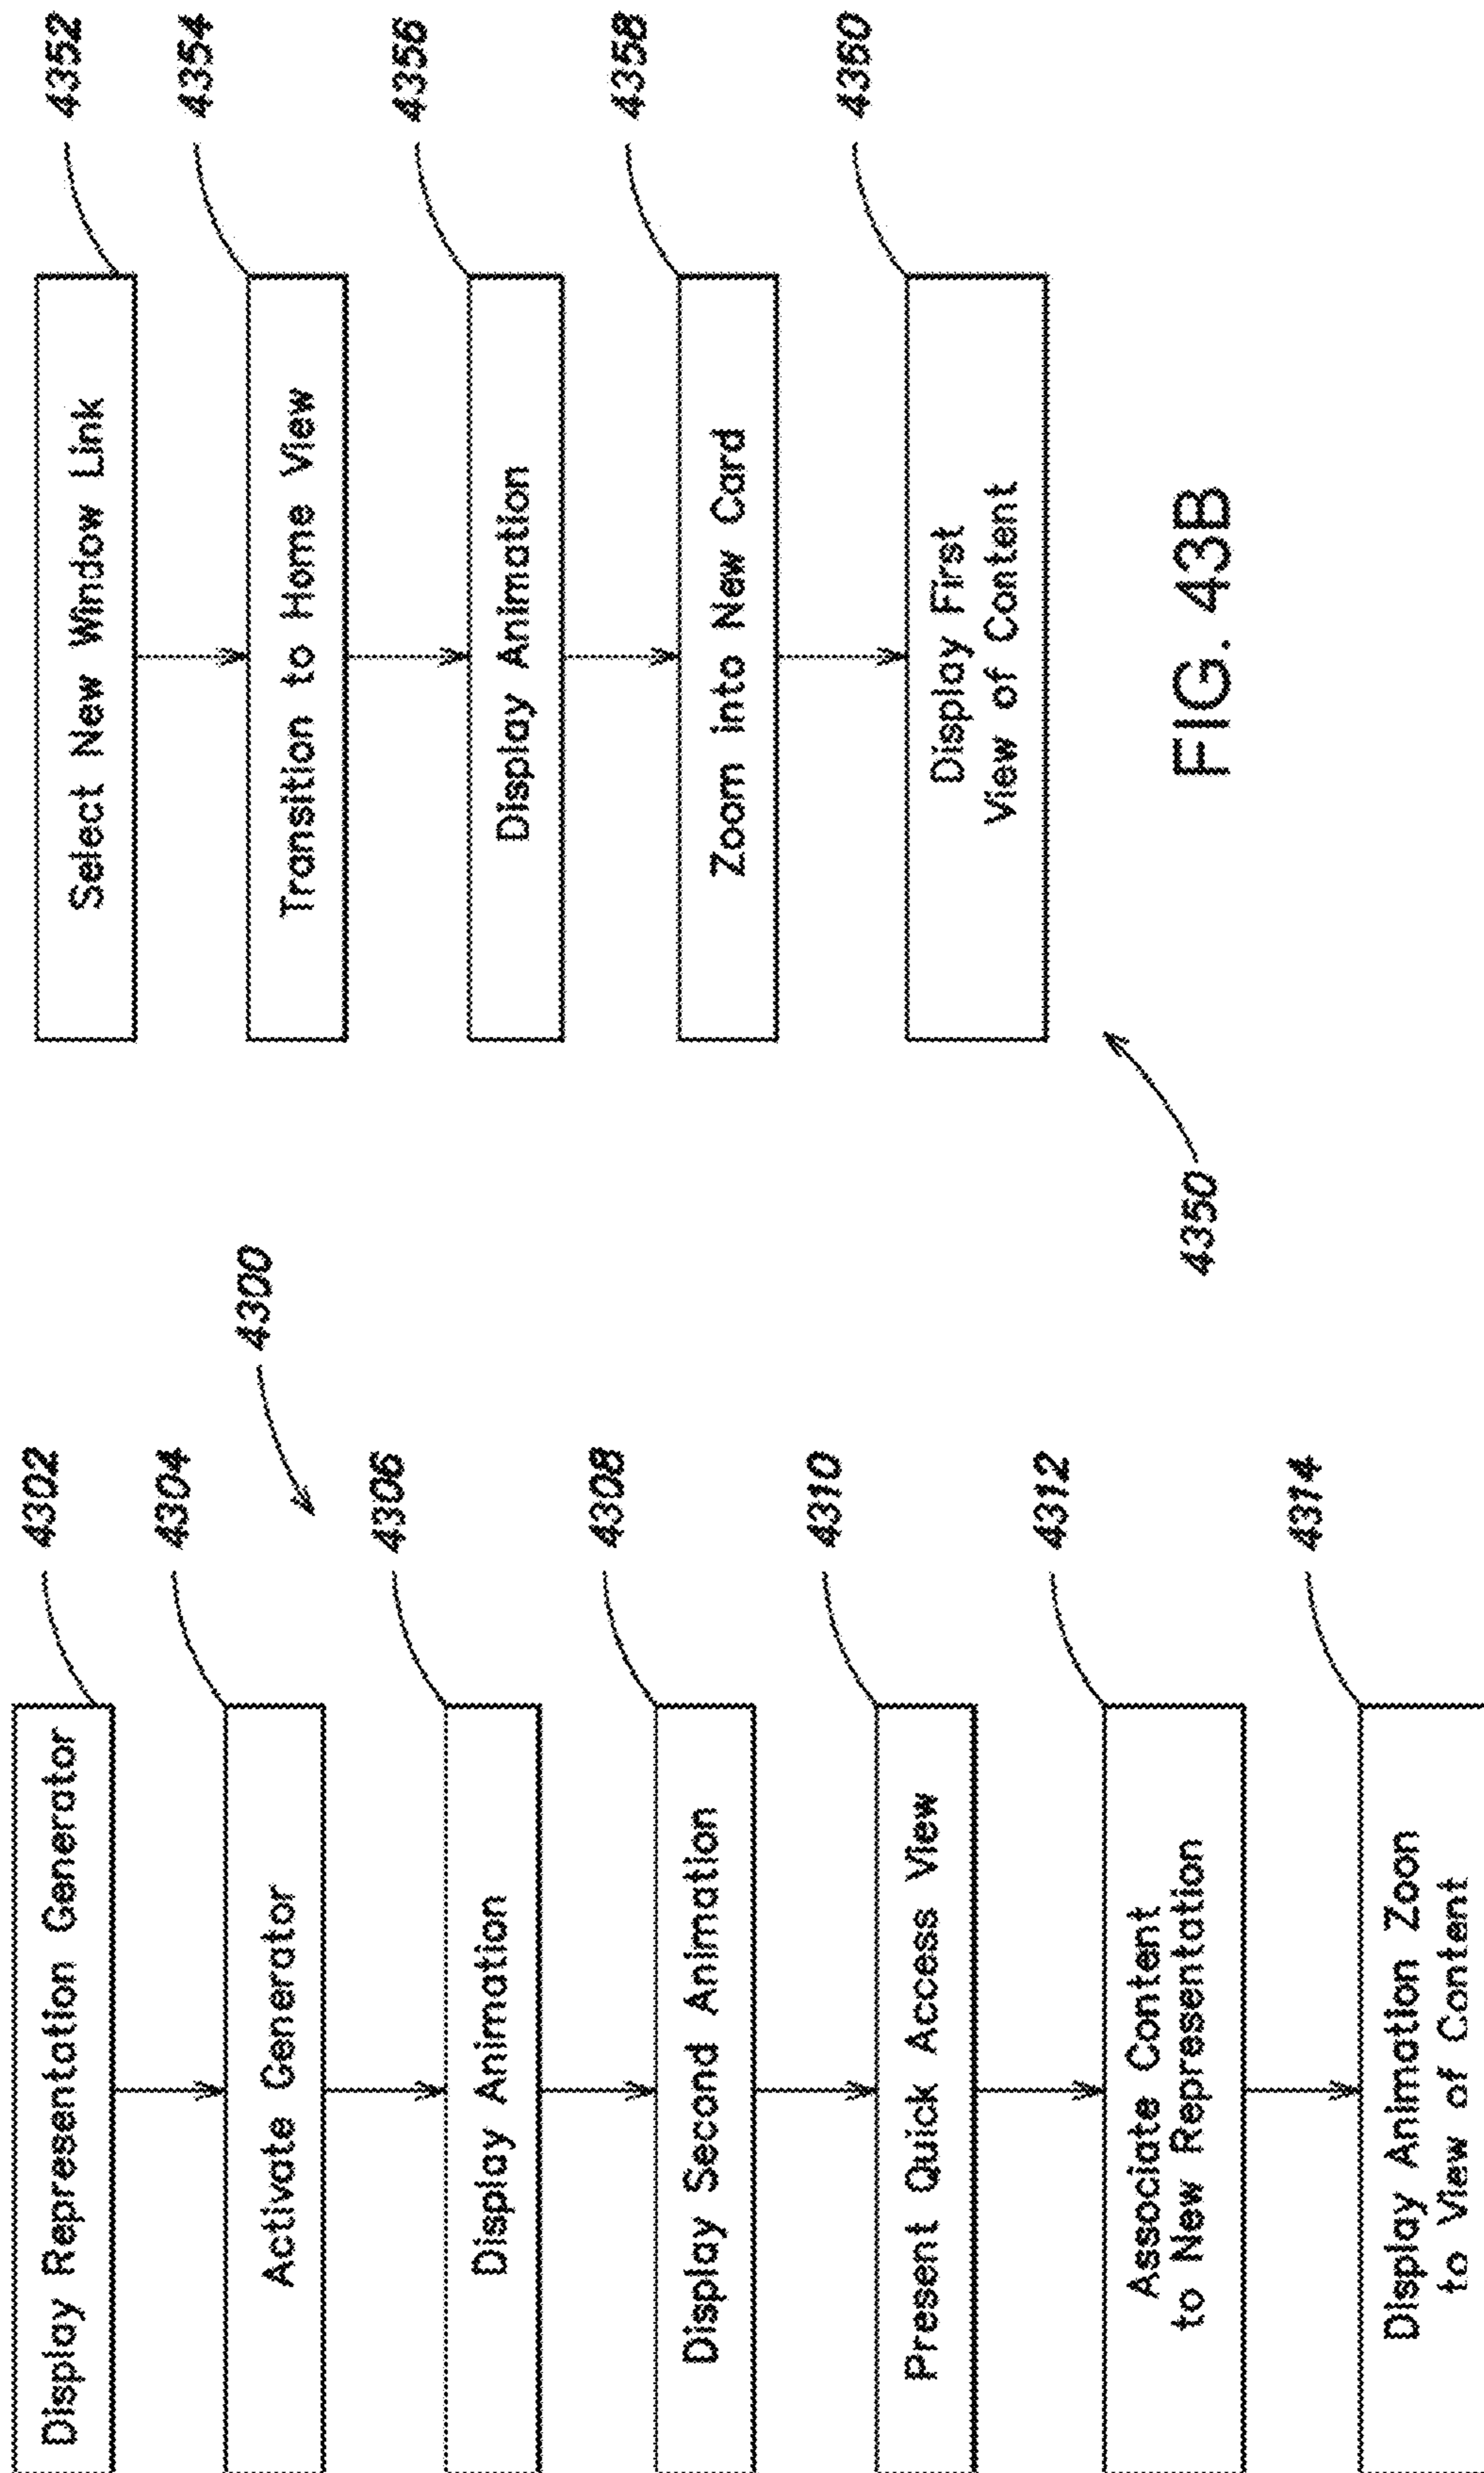 4300
Display Representation Generator
4302
Activate Generator
4304
Display Animation
4306
Display Second Animation
4308
Present Quick Access View
4310
Associate Content
to New Representation
4312
Display Animation Zoon
to View of Content
4314
Select New Window Link
4352
Transition to Home View
4354
Display Animation
4356
Zoom into New Card
4358
Display First
View of Content
4360
4350
FIG. 43B